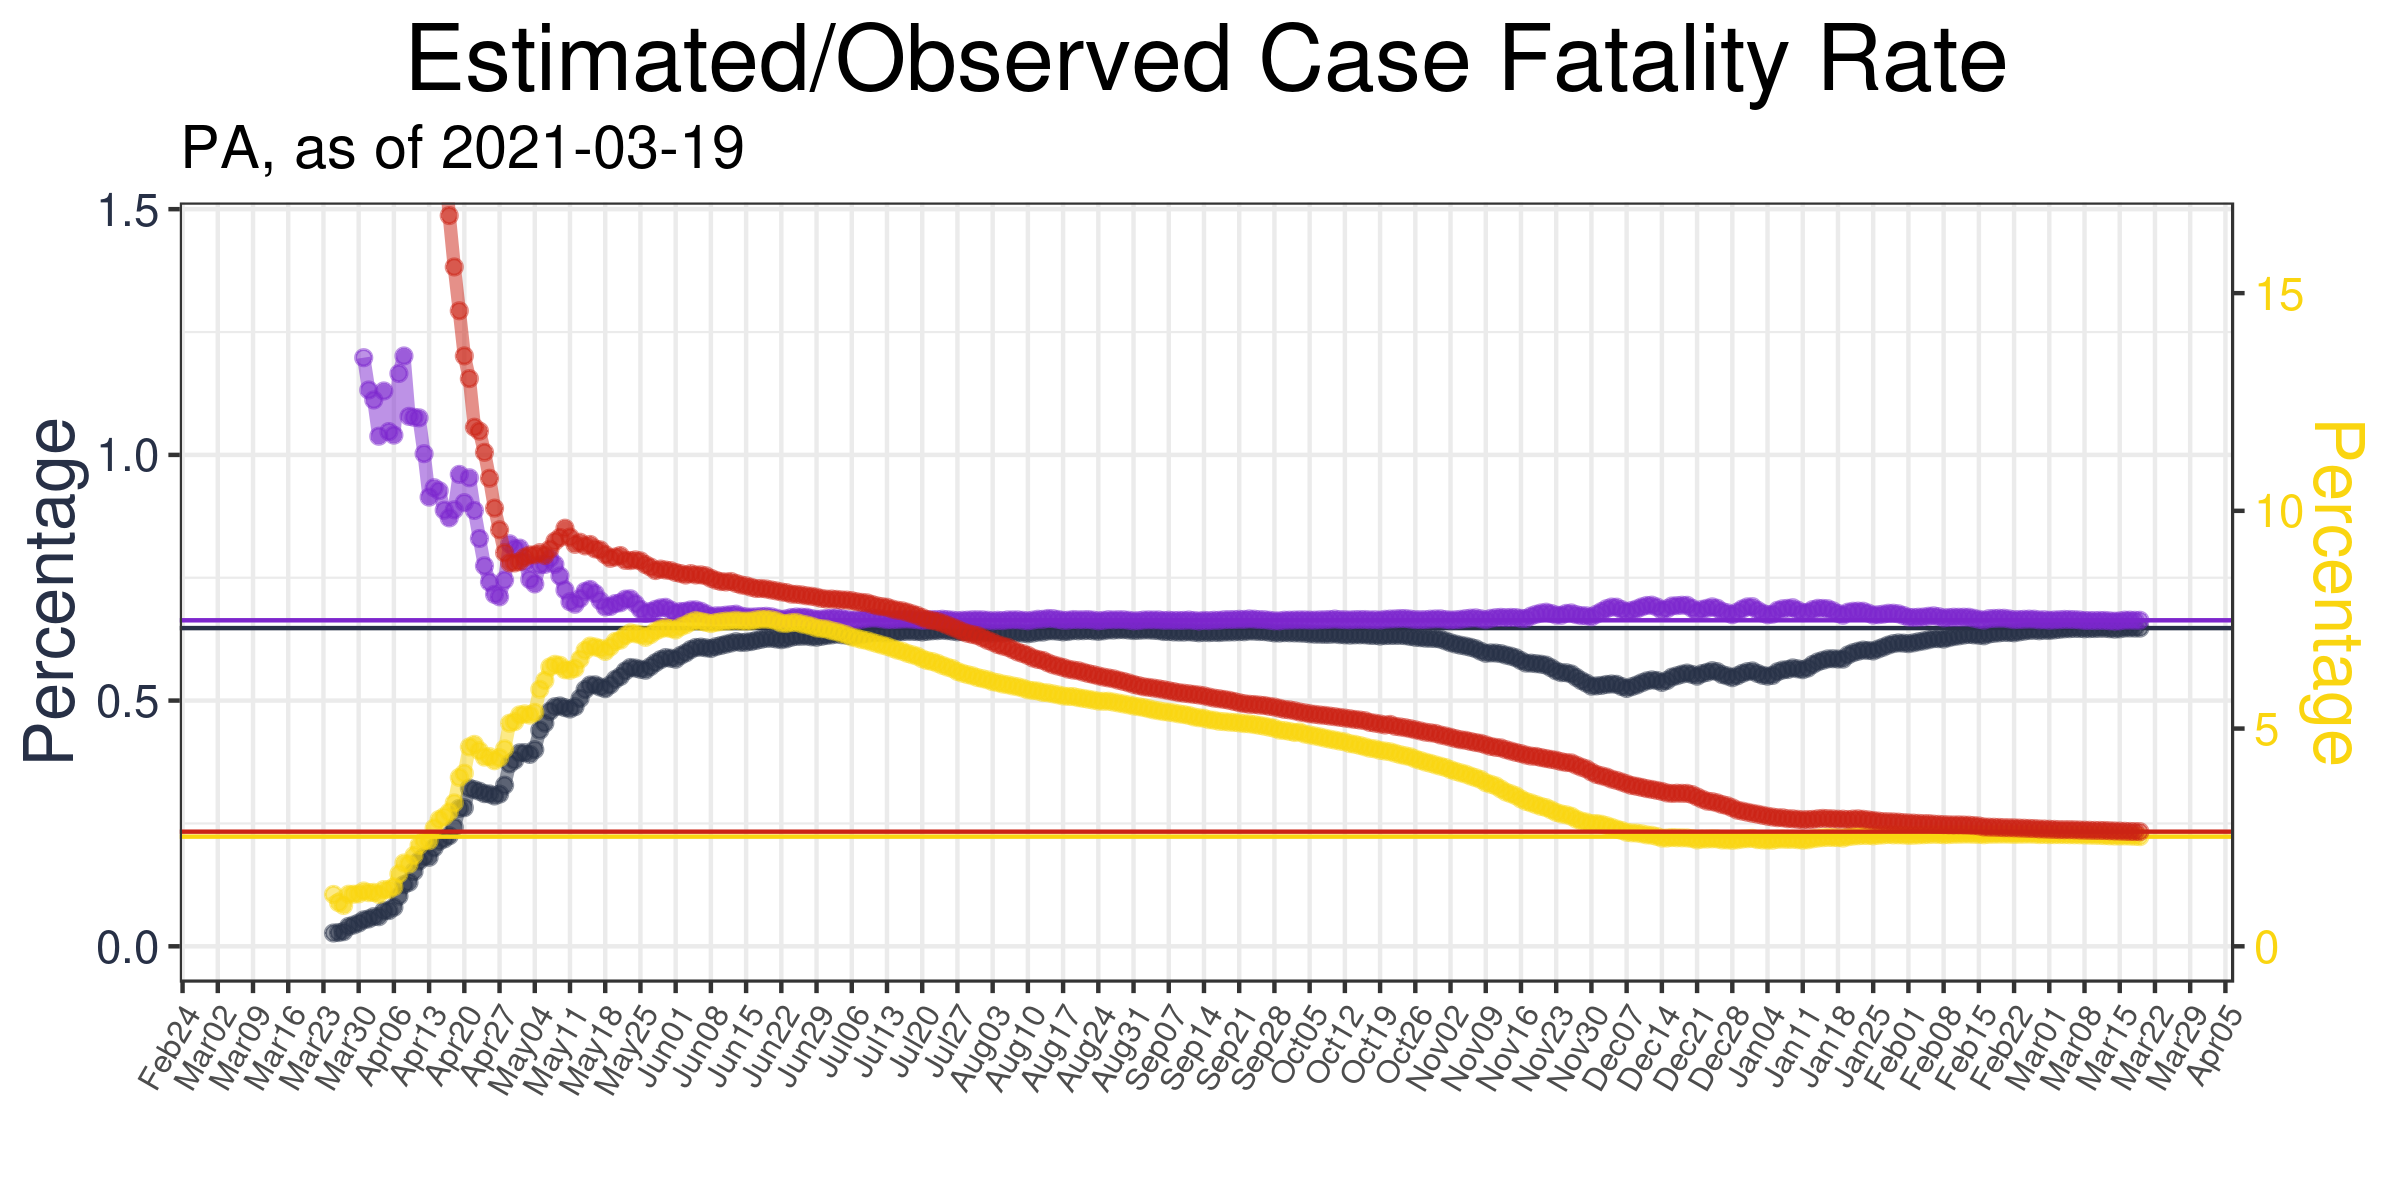 Estimated/Observed Case Fatality Rate
PA, as of 2021-03-19
Percentage
1.5
1.0
0.5
0.0
15
10
5
0
Percentage
Feb24
Mar02
Mar09
Mar16
Mar23
Mar30
Apr06
Apr13
Apr20
Apr27
May04
May11
May18
May25
Jun01
Jun08
Jun15
Jun22
Jun29
Jul06
Jul13
Jul20
Jul27
Aug03
Aug10
Aug17
Aug24
Aug31
Sep07
Sep14
Sep21
Sep28
Oct05
Oct12
Oct19
Oct26
Nov02
Nov09
Nov16
Nov23
Nov30
Dec07
Dec14
Dec21
Dec28
Jan04
Jan11
Jan18
Jan25
Feb01
Feb08
Feb15
Feb22
Mar01
Mar08
Mar15
Mar22
Mar29
Apr05